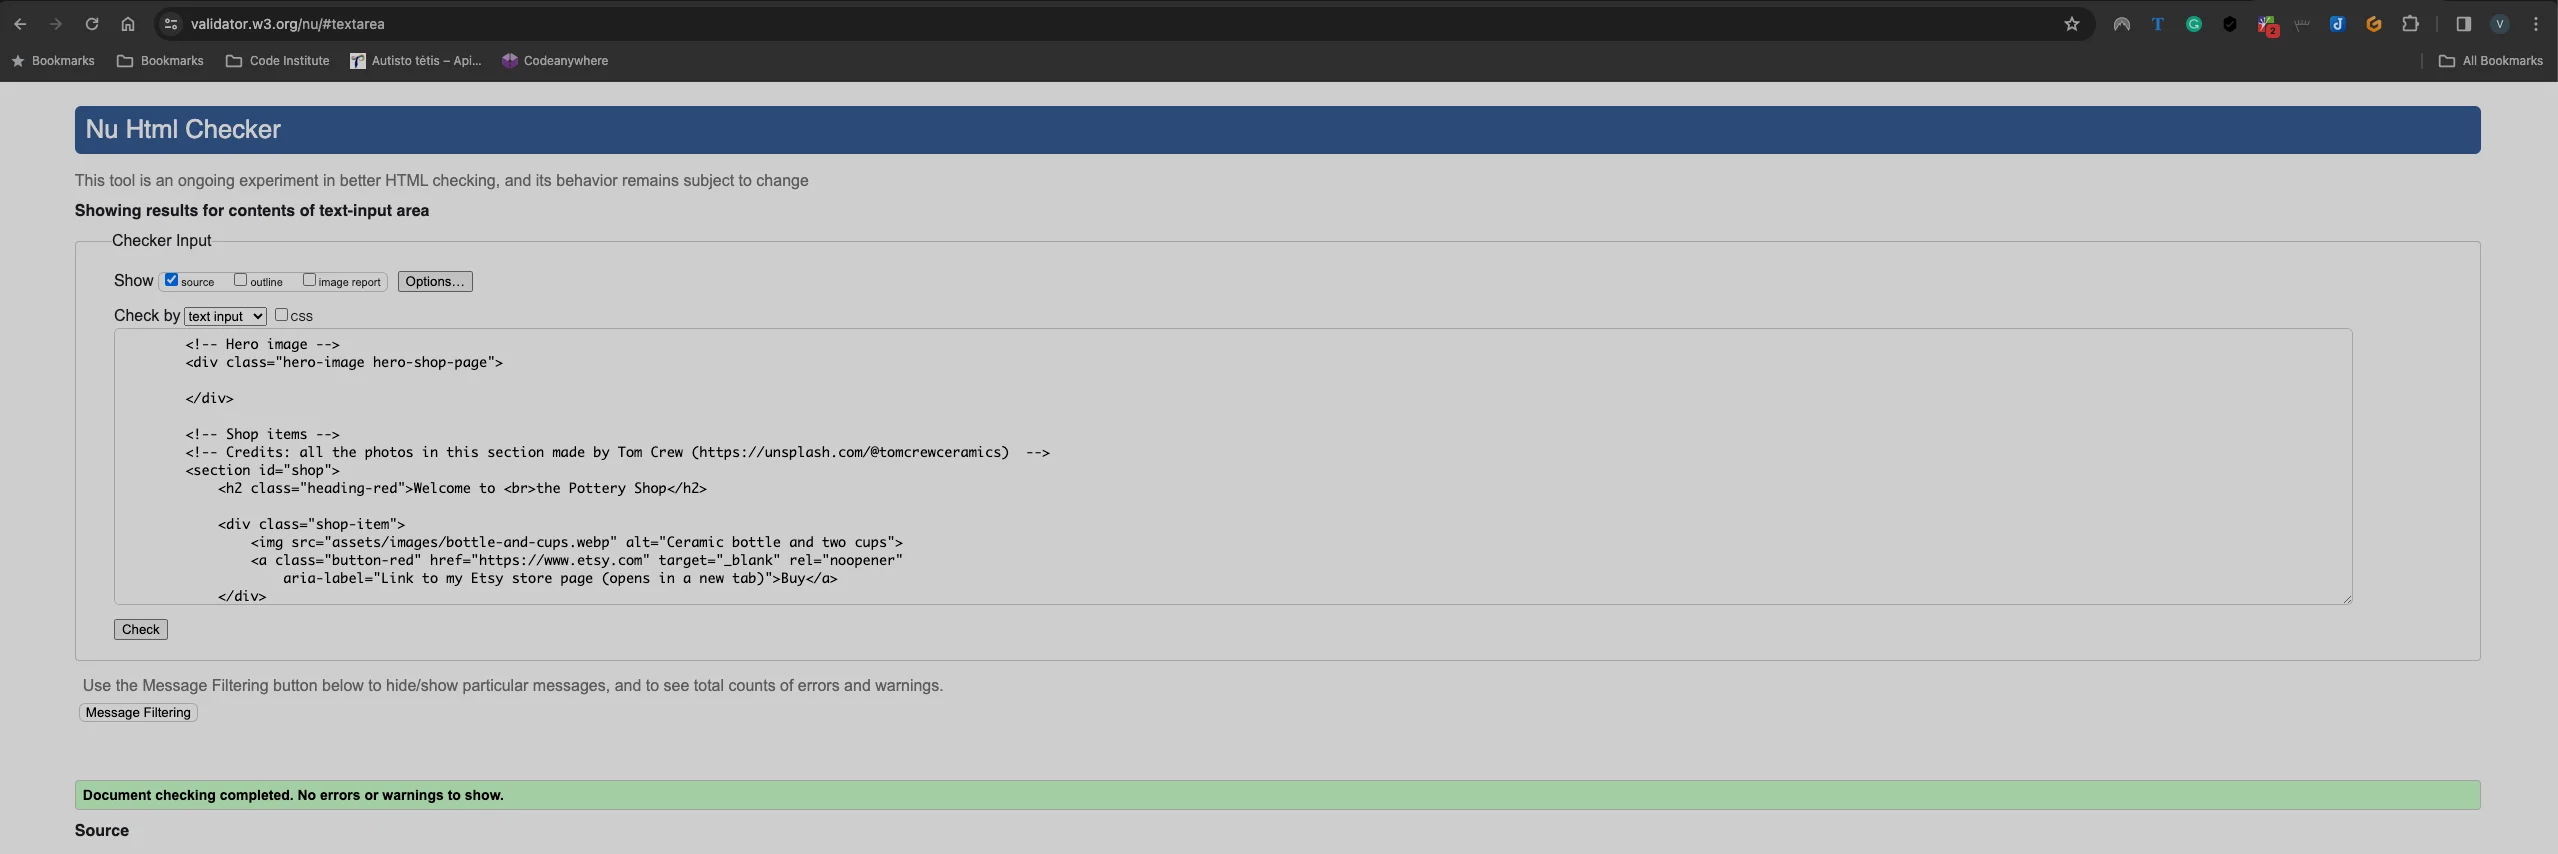 validator.w3.org/nu/#textarea
2
V
Bookmarks Bookmarks Code Institute Autisto tėtis – Api... Codeanywhere All Bookmarks
Nu Html Checker
This tool is an ongoing experiment in better HTML checking, and its behavior remains subject to change
Showing results for contents of text-input area
Checker Input
Show source outline image report Options...
Check by text input css
<!-- Hero image -->
<div class="hero-image hero-shop-page">
</div>
<!-- Shop items -->
<!-- Credits: all the photos in this section made by Tom Crew (https://unsplash.com/@tomcrewceramics)  -->
<section id="shop">
<h2 class="heading-red">Welcome to <br>the Pottery Shop</h2>
<div class="shop-item">
<img src="assets/images/bottle-and-cups.webp" alt="Ceramic bottle and two cups">
<a class="button-red" href="https://www.etsy.com" target="_blank" rel="noopener"
aria-label="Link to my Etsy store page (opens in a new tab)">Buy</a>
</div>
Check
Use the Message Filtering button below to hide/show particular messages, and to see total counts of errors and warnings.
Message Filtering
Document checking completed. No errors or warnings to show.
Source